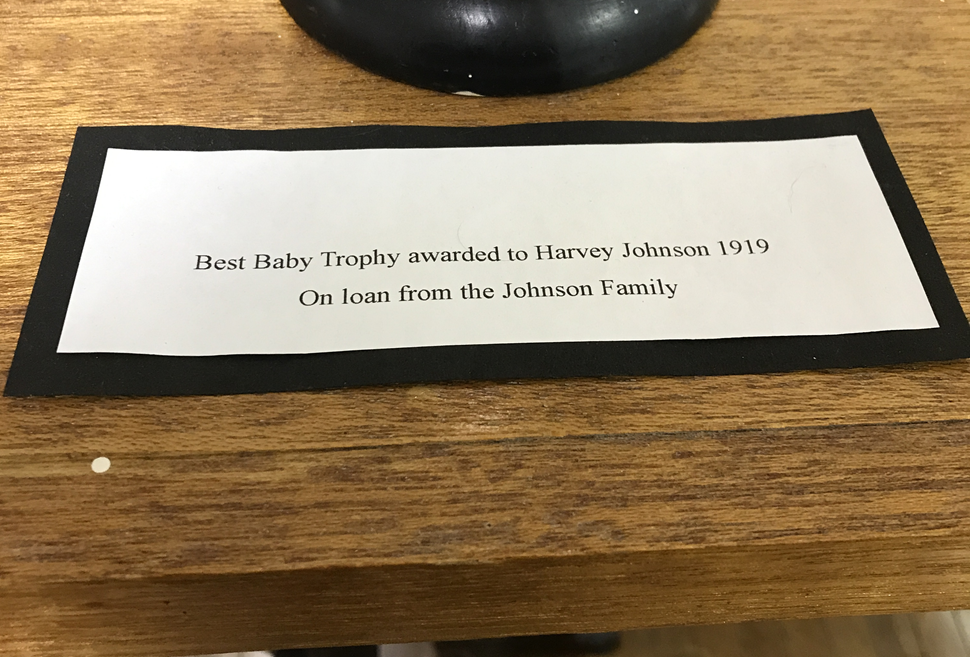 Best Baby Trophy awarded to Harvey Johnson 1919
On loan from the Johnson Family